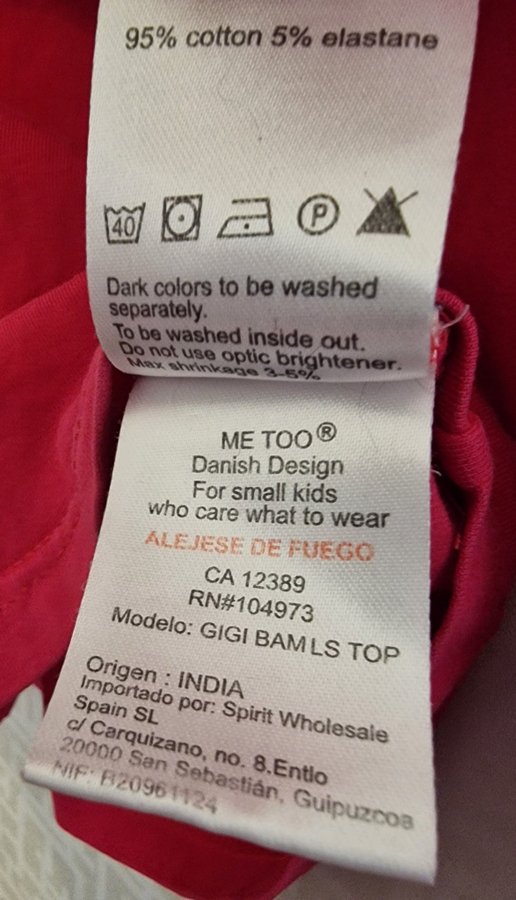 95% cotton 5% elastane
40 P
Dark colors to be washed
separately.
To be washed inside out.
Do not use optic brightener.
Max shrinkage 3-5%
ME TOO®
Danish Design
For small kids
who care what to wear
ALEJESE DE FUEGO
CA 12389
RN#104973
Modelo: GIGI BAM LS TOP
Origen : INDIA
Importado por: Spirit Wholesale
Spain SL
c/ Carquizano, no. 8.Entlo
20000 San Sebastián, Guipuzcoa
NIF: B20961124